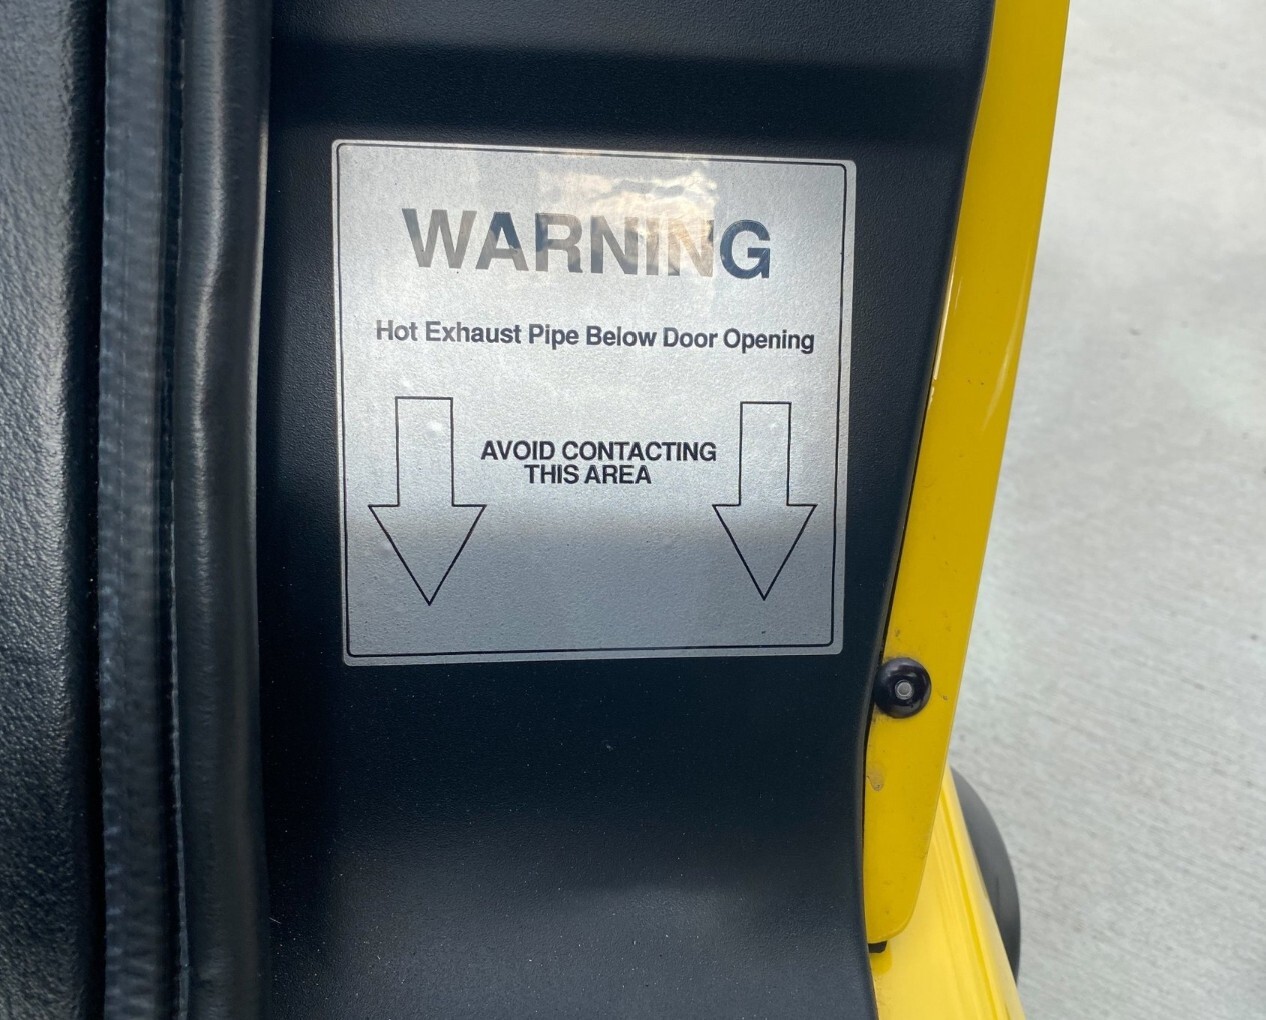 WARNING
Hot Exhaust Pipe Below Door Opening
AVOID CONTACTING
THIS AREA